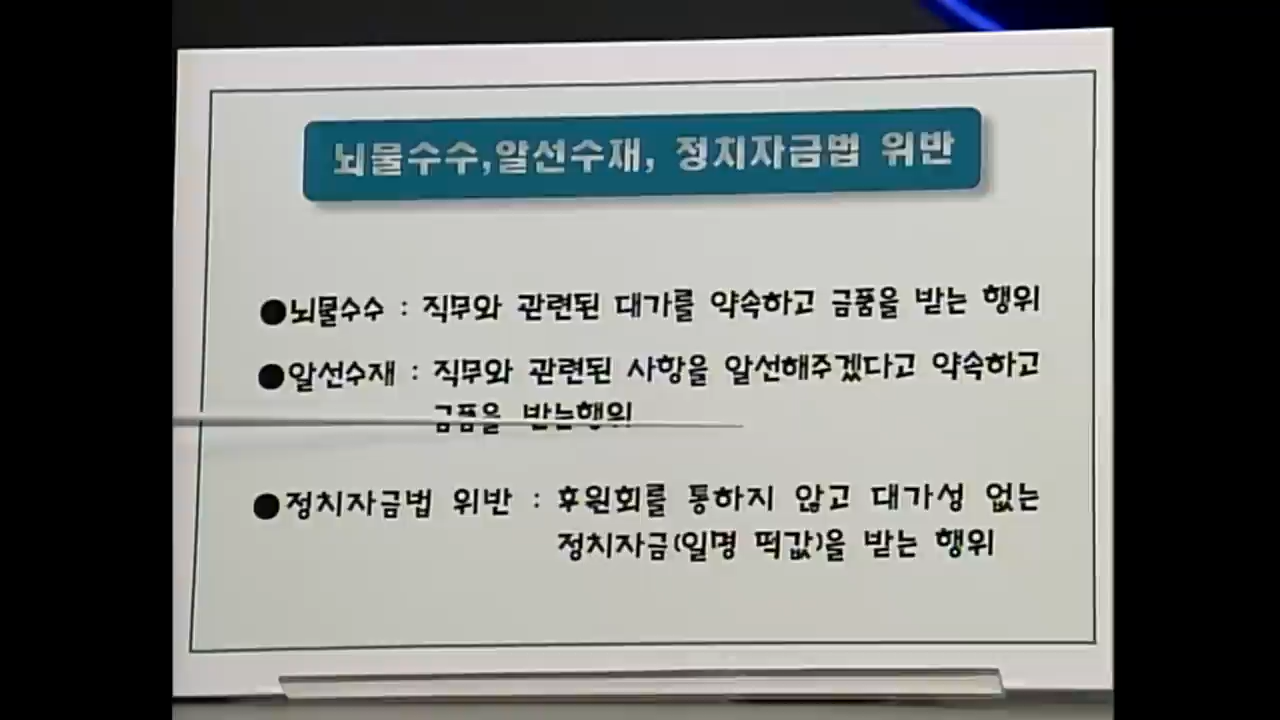 뇌물수수,알선수재, 정치자금법 위반
●뇌물수수 : 직무와 관련된 대가를 약속하고 금품을 받는 행위
●알선수재 : 직무와 관련된 사항을 알선해주겠다고 약속하고
금품을 받는행위
●정치자금법 위반 : 후원회를 통하지 않고 대가성 없는
정치자금(일명 떡값)을 받는 행위